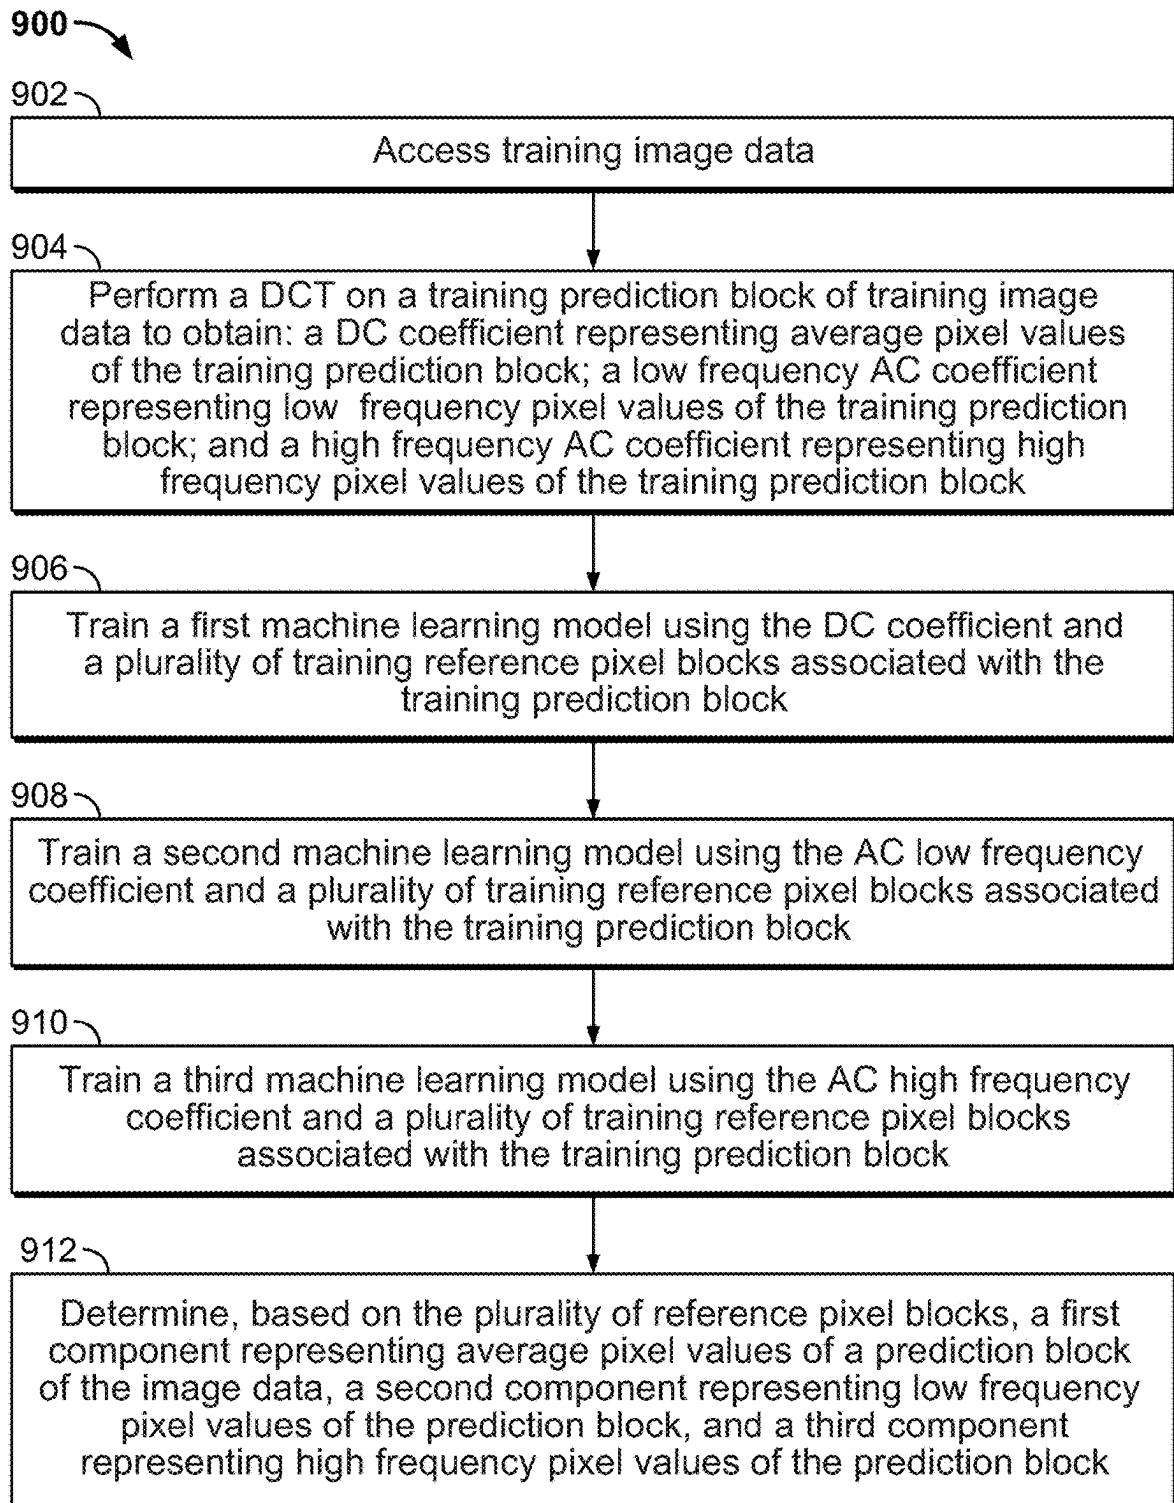 900
902
Access training image data
904
Perform a DCT on a training prediction block of training image
data to obtain: a DC coefficient representing average pixel values
of the training prediction block; a low frequency AC coefficient
representing low frequency pixel values of the training prediction
block; and a high frequency AC coefficient representing high
frequency pixel values of the training prediction block
906
Train a first machine learning model using the DC coefficient and
a plurality of training reference pixel blocks associated with the
training prediction block
908
Train a second machine learning model using the AC low frequency
coefficient and a plurality of training reference pixel blocks associated
with the training prediction block
910
Train a third machine learning model using the AC high frequency
coefficient and a plurality of training reference pixel blocks
associated with the training prediction block
912
Determine, based on the plurality of reference pixel blocks, a first
component representing average pixel values of a prediction block
of the image data, a second component representing low frequency
pixel values of the prediction block, and a third component
representing high frequency pixel values of the prediction block